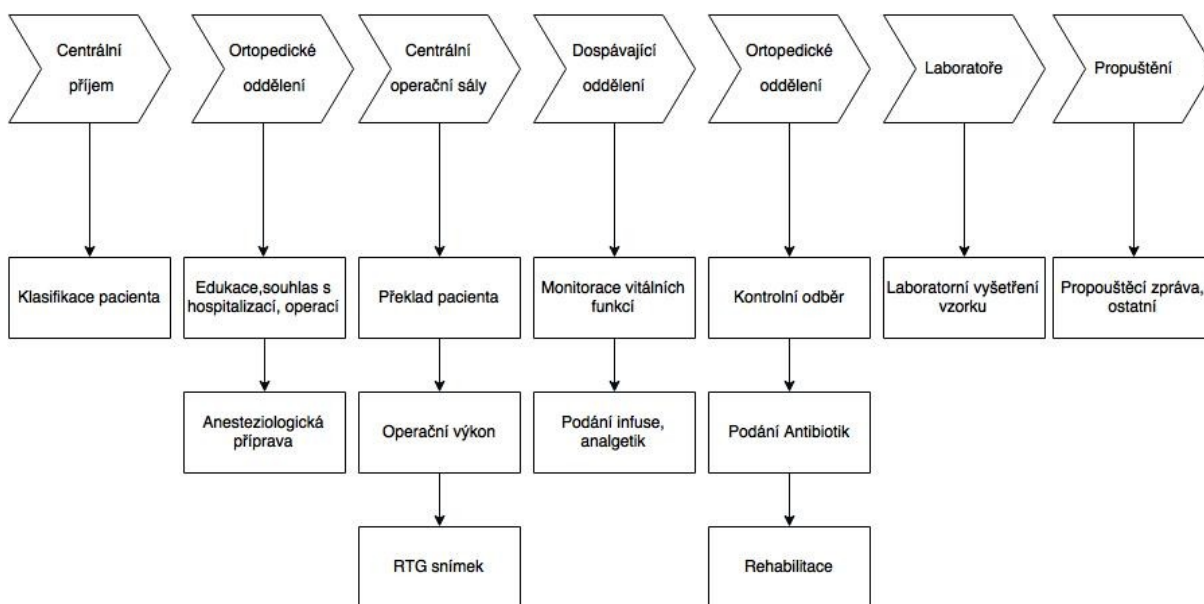 Centrální
příjem
Ortopedické
oddělení
Centrální
operační sály
Dospávající
oddělení
Ortopedické
oddělení
Laboratoře
Propuštění
Klasifikace pacienta
Edukace,souhlas s
hospitalizací, operací
Překlad pacienta
Monitorace vitálních
funkcí
Kontrolní odběr
Laboratorní vyšetření
vzorku
Propouštěcí zpráva,
ostatní
Anesteziologická
příprava
Operační výkon
Podání infuse,
analgetik
Podání Antibiotik
RTG snímek
Rehabilitace